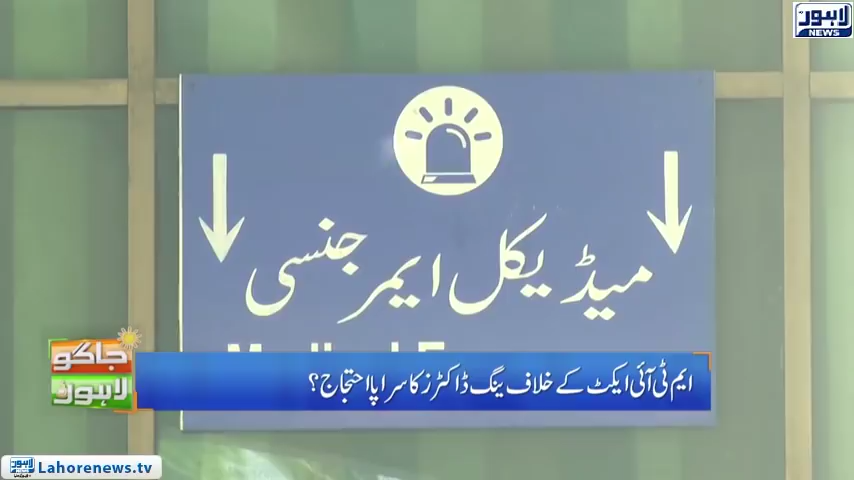 لاہور
NEWS
میڈیکل ایمرجنسی
جاگو
لاہور
ایم ٹی آئی ایکٹ کے خلاف ینگ ڈاکٹرز کا سراپا احتجاج؟
لاہور
Lahorenews.tv